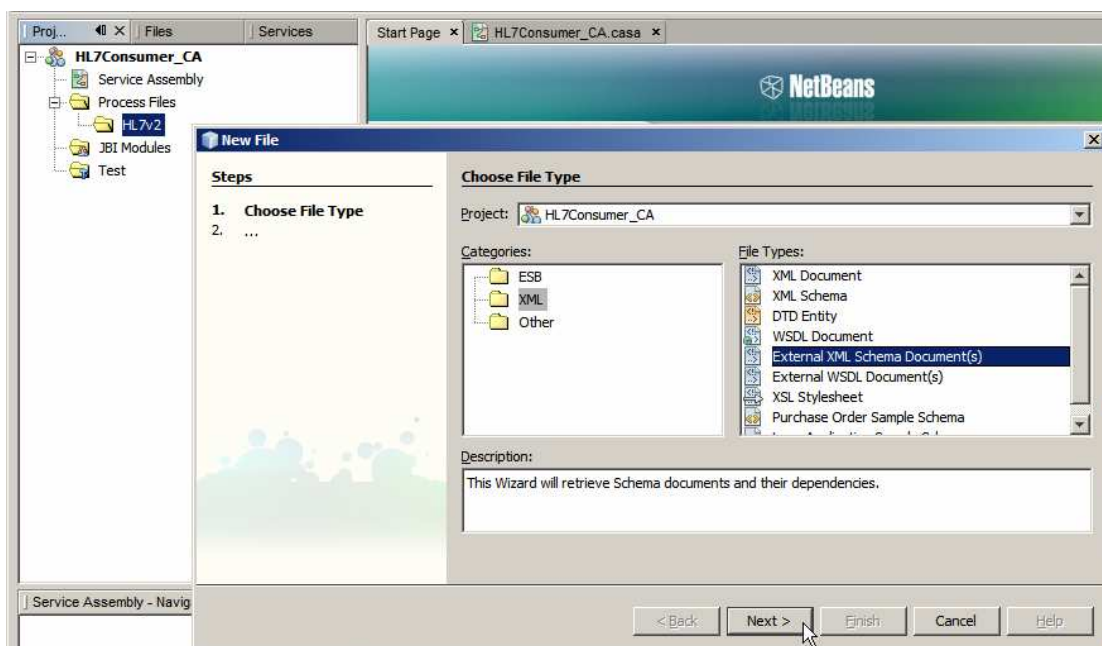 Proj...
Files
Services
Start Page
HL7Consumer_CA.casa
HL7Consumer_CA
Service Assembly
Process Files
HL7v2
JBI Modules
Test
NetBeans
New File
Steps
1. Choose File Type
2. ...
Choose File Type
Project: HL7Consumer_CA
Categories:
ESB
XML
Other
File Types:
XML Document
XML Schema
DTD Entity
WSDL Document
External XML Schema Document(s)
External WSDL Document(s)
XSL Stylesheet
Purchase Order Sample Schema
Description:
This Wizard will retrieve Schema documents and their dependencies.
Service Assembly - Navig
< Back
Next >
Finish
Cancel
Help